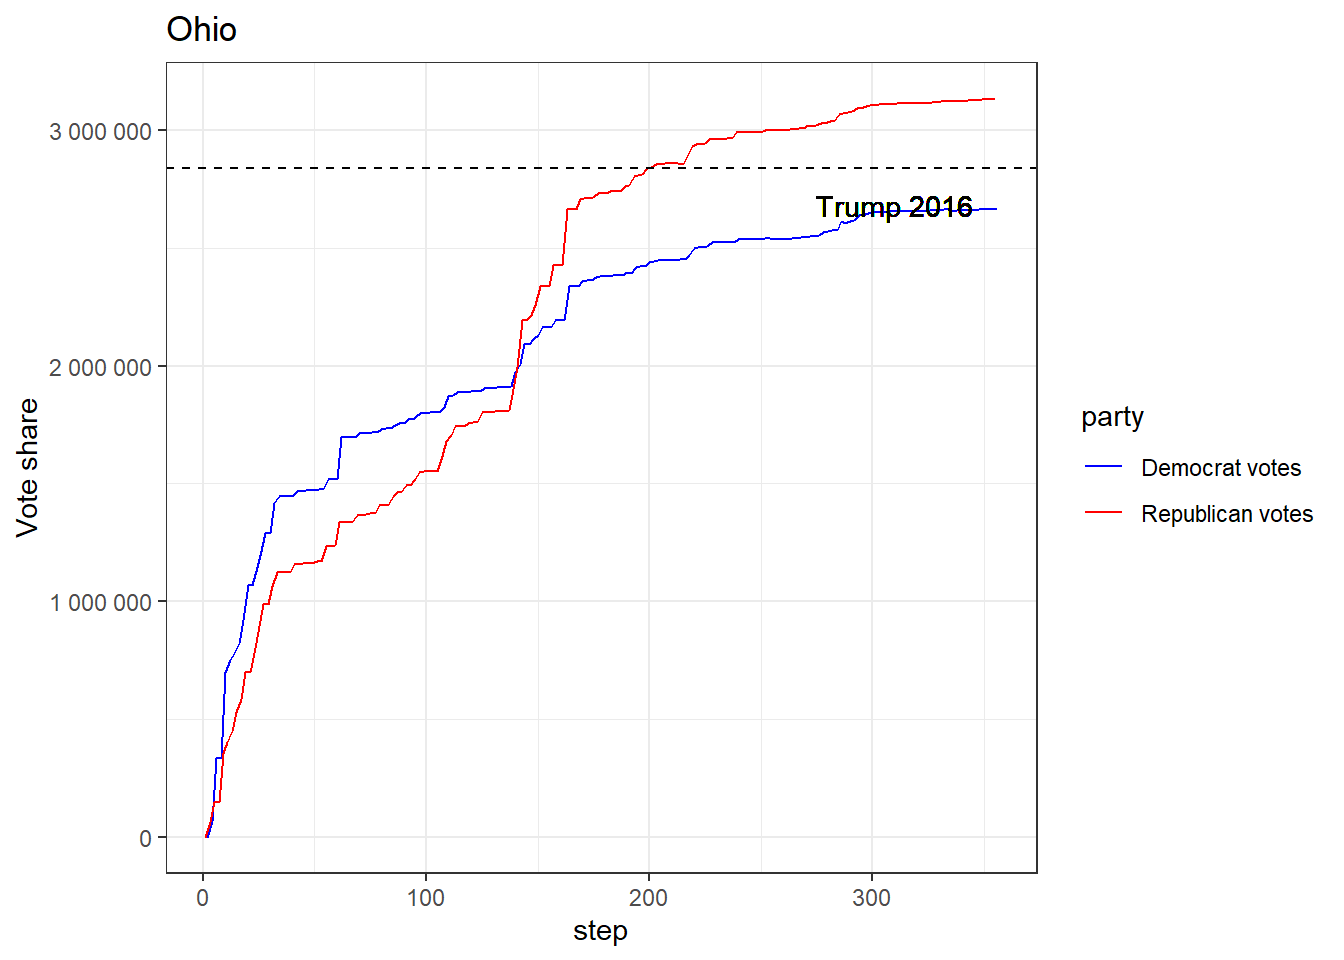 Ohio
3 000 000
2 000 000
1 000 000
0
Vote share
Trump 2016
0 100 200 300
step
party
Democrat votes
Republican votes